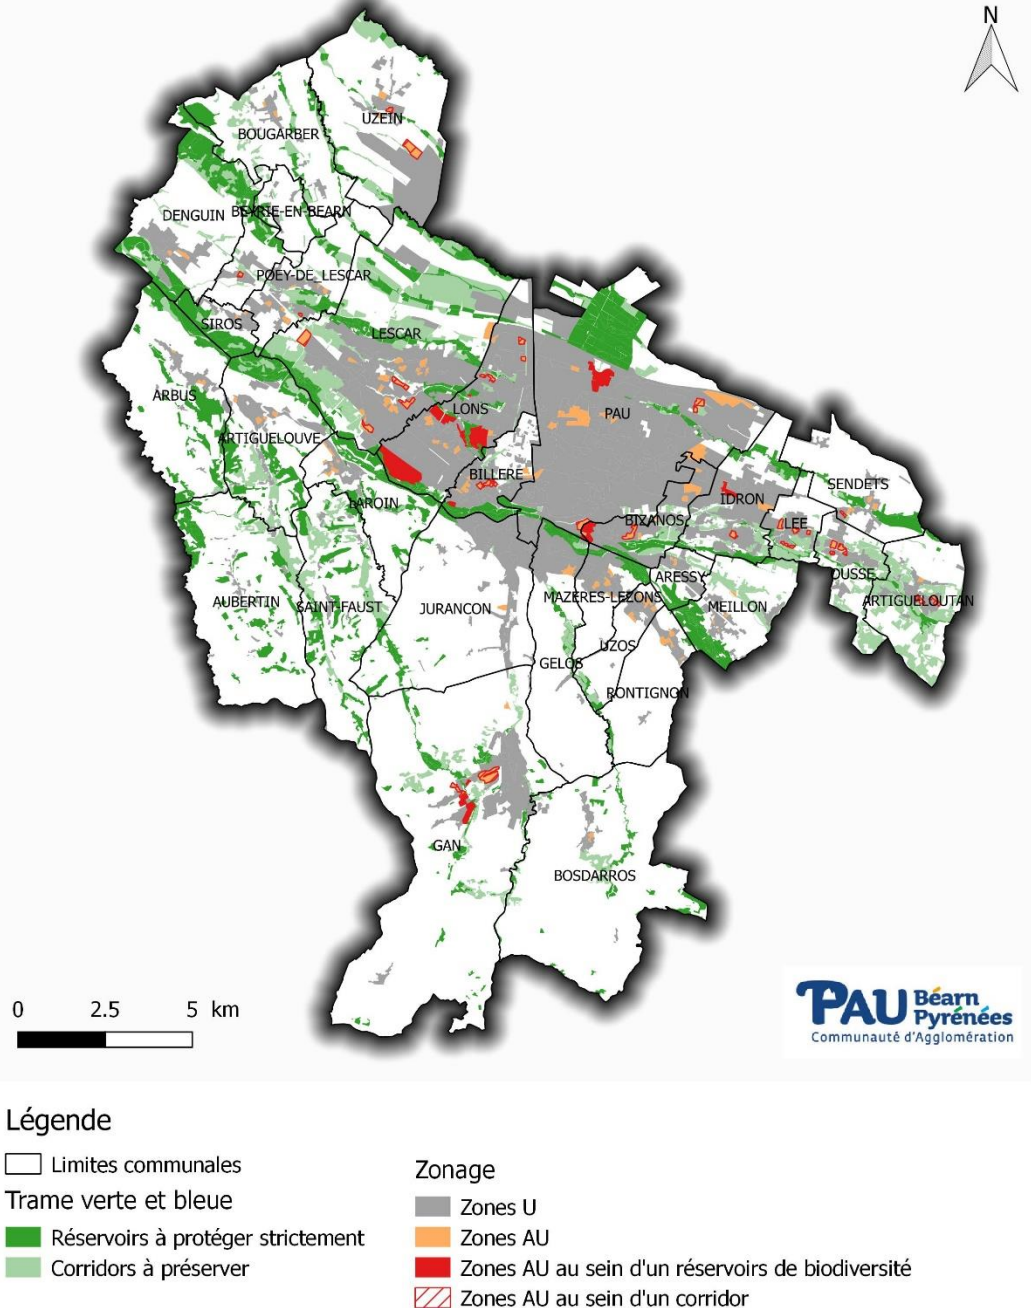 N
UZEIN
BOUGARBER
DENGUIN
BEYRIE-EN-BEARN
POEY-DE_LESCAR
SIROS
LESCAR
ARBUS
LONS
PAU
ARTIGUELOUVE
BILLERE
SENDETS
IDRON
LAROIN
BIZANOS
LEE
OUSSE
ARESSY
AUBERTIN
SAINT-FAUST
JURANCON
MAZERES-LEZONS
MEILLON
ARTIGUELOUTAN
UZOS
GELOS
RONTIGNON
GAN
BOSDARROS
0 2.5 5 km
PAU Béarn
Pyrénées
Communauté d'Agglomération
Légende
Limites communales
Trame verte et bleue
Réservoirs à protéger strictement
Corridors à préserver
Zonage
Zones U
Zones AU
Zones AU au sein d'un réservoirs de biodiversité
Zones AU au sein d'un corridor